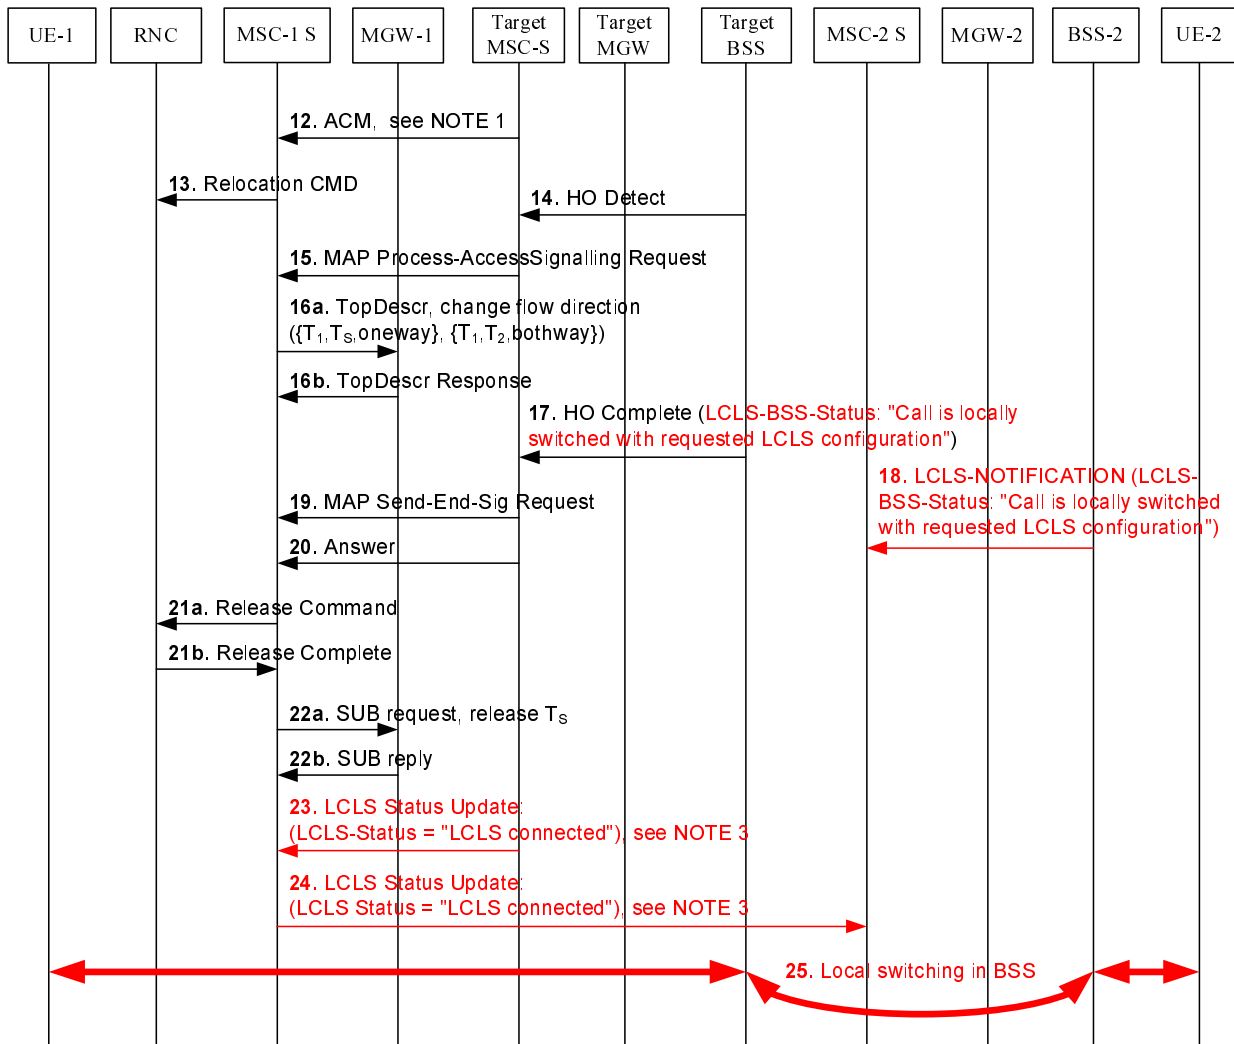 UE-1
RNC
MSC-1 S
MGW-1
Target
MSC-S
Target
MGW
Target
BSS
MSC-2 S
MGW-2
BSS-2
UE-2
12. ACM, see NOTE 1
13. Relocation CMD
14. HO Detect
15. MAP Process-AccessSignalling Request
16a. TopDescr, change flow direction
({T1,TS,oneway}, {T1,T2,bothway})
16b. TopDescr Response
17. HO Complete (LCLS-BSS-Status: "Call is locally
switched with requested LCLS configuration")
18. LCLS-NOTIFICATION (LCLS-
BSS-Status: "Call is locally switched
with requested LCLS configuration")
19. MAP Send-End-Sig Request
20. Answer
21a. Release Command
21b. Release Complete
22a. SUB request, release TS
22b. SUB reply
23. LCLS Status Update:
(LCLS-Status = "LCLS connected"), see NOTE 3
24. LCLS Status Update:
(LCLS Status = "LCLS connected"), see NOTE 3
25. Local switching in BSS